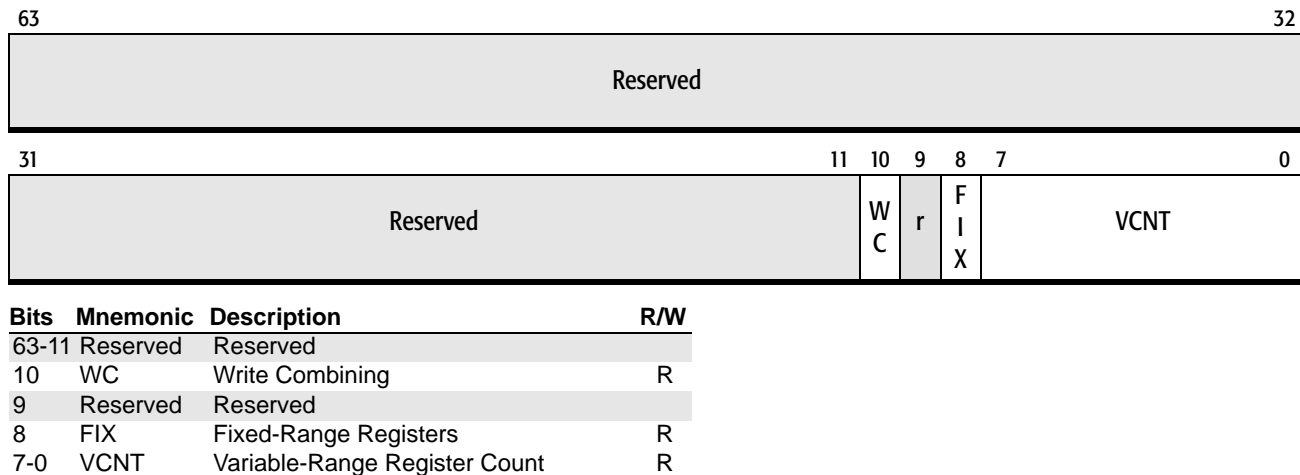 63 32
Reserved
31 11 10 9 8 7 0
Reserved WC r FIX VCNT
Bits Mnemonic Description R/W
63-11 Reserved Reserved
10 WC Write Combining R
9 Reserved Reserved
8 FIX Fixed-Range Registers R
7-0 VCNT Variable-Range Register Count R